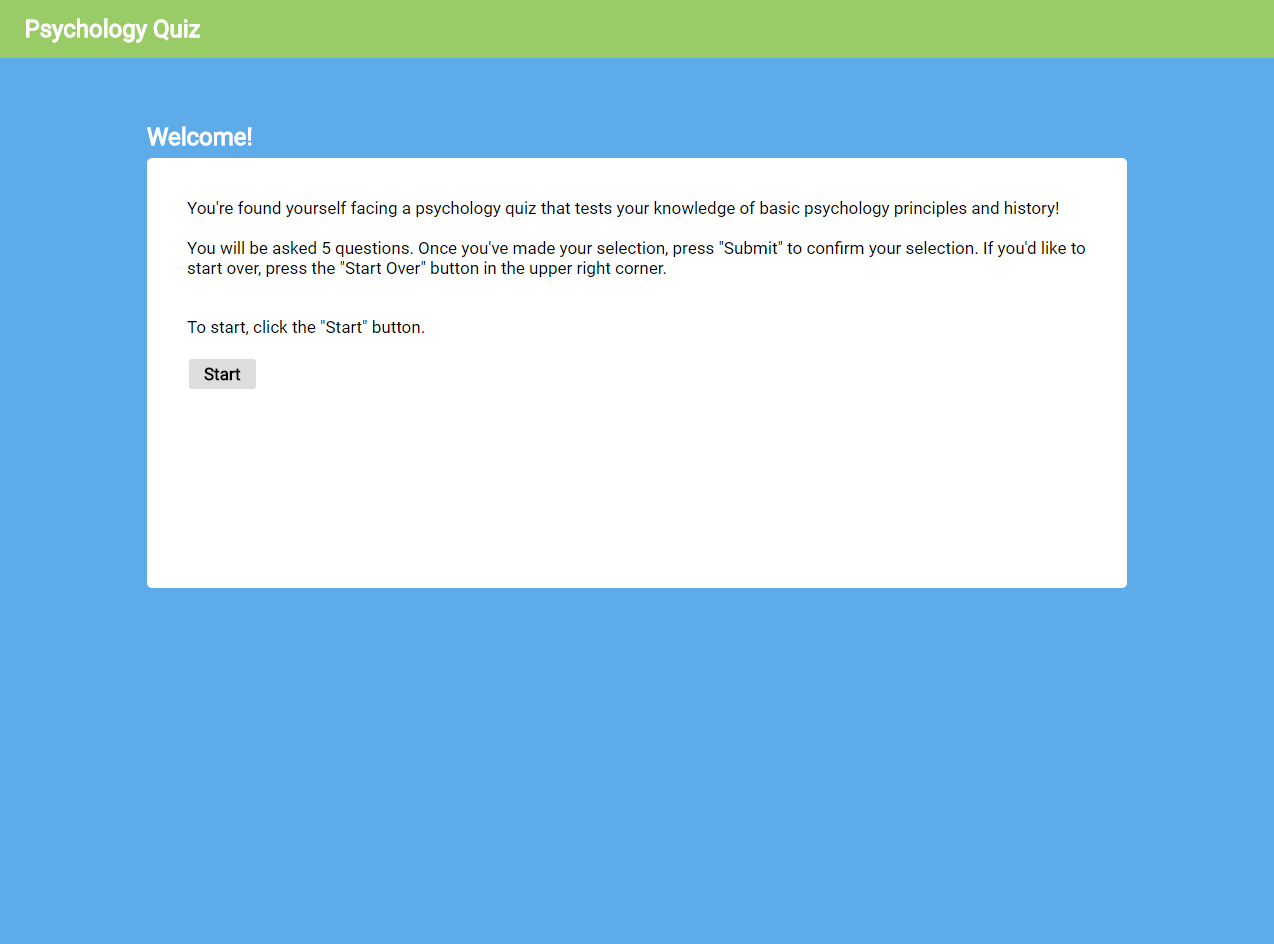 Psychology Quiz
Welcome!
You're found yourself facing a psychology quiz that tests your knowledge of basic psychology principles and history!
You will be asked 5 questions. Once you've made your selection, press "Submit" to confirm your selection. If you'd like to
start over, press the "Start Over" button in the upper right corner.
To start, click the "Start" button.
Start